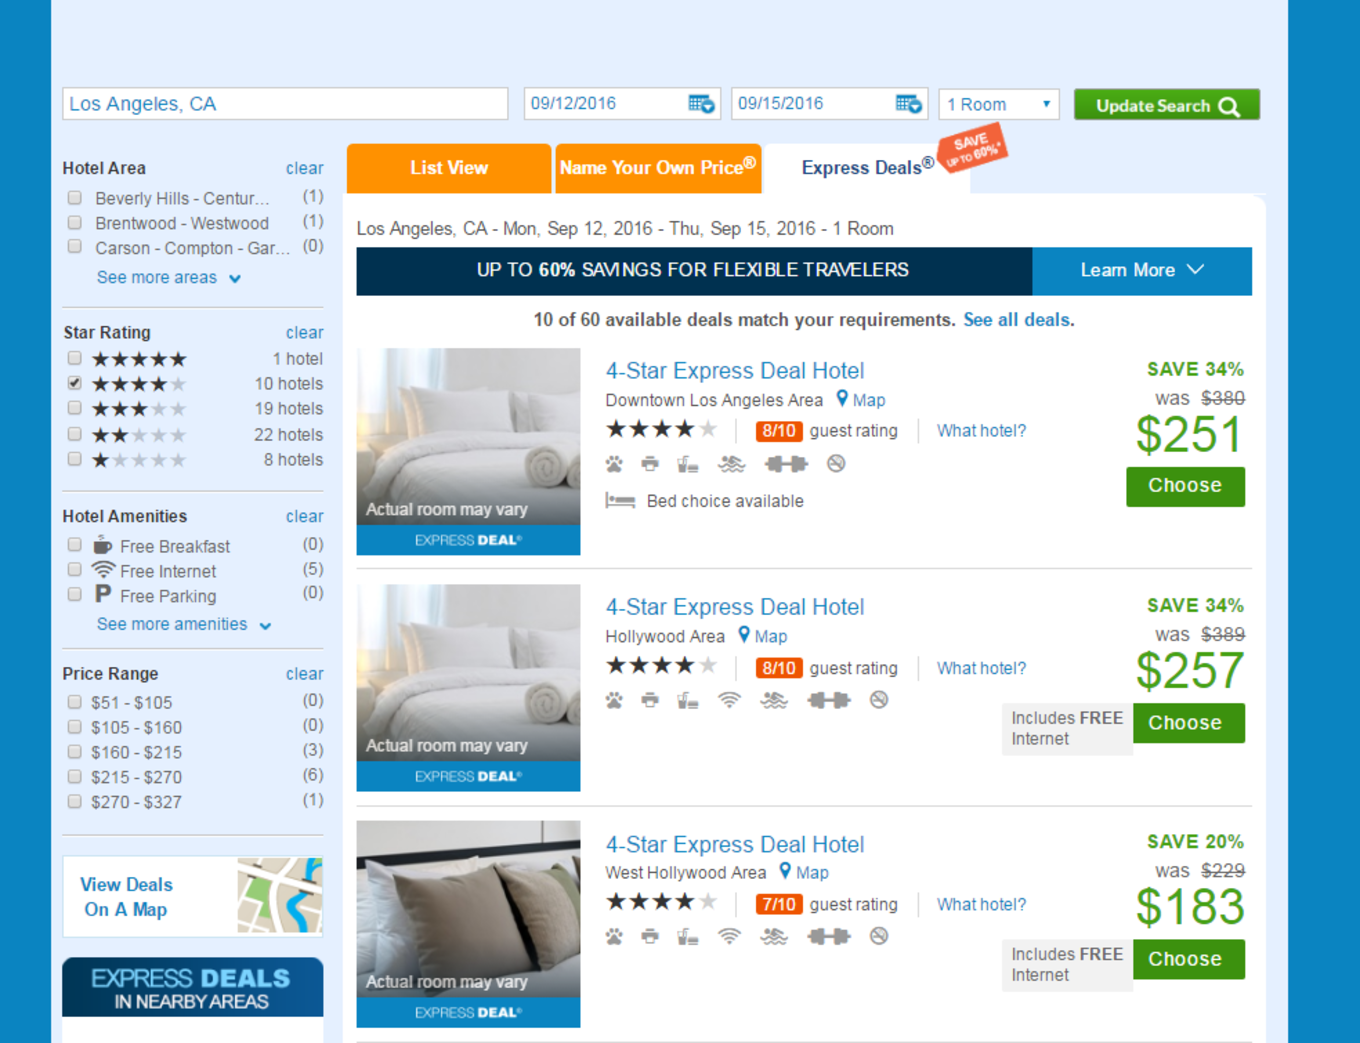 Los Angeles, CA
09/12/2016
09/15/2016
1 Room
Update Search
Hotel Area clear
Beverly Hills - Centur... (1)
Brentwood - Westwood (1)
Carson - Compton - Gar... (0)
See more areas
Star Rating clear
1 hotel
10 hotels
19 hotels
22 hotels
8 hotels
Hotel Amenities clear
Free Breakfast (0)
Free Internet (5)
P Free Parking (0)
See more amenities
Price Range clear
$51 - $105 (0)
$105 - $160 (0)
$160 - $215 (3)
$215 - $270 (6)
$270 - $327 (1)
View Deals
On A Map
EXPRESS DEALS
IN NEARBY AREAS
List View
Name Your Own Price®
Express Deals®
SAVE
UP TO 60%*
Los Angeles, CA - Mon, Sep 12, 2016 - Thu, Sep 15, 2016 - 1 Room
UP TO 60% SAVINGS FOR FLEXIBLE TRAVELERS
Learn More
10 of 60 available deals match your requirements. See all deals.
Actual room may vary
EXPRESS DEAL®
4-Star Express Deal Hotel
Downtown Los Angeles Area Map
8/10 guest rating What hotel?
Bed choice available
SAVE 34%
was $380
$251
Choose
Actual room may vary
EXPRESS DEAL®
4-Star Express Deal Hotel
Hollywood Area Map
8/10 guest rating What hotel?
SAVE 34%
was $389
$257
Includes FREE
Internet
Choose
Actual room may vary
EXPRESS DEAL®
4-Star Express Deal Hotel
West Hollywood Area Map
7/10 guest rating What hotel?
SAVE 20%
was $229
$183
Includes FREE
Internet
Choose